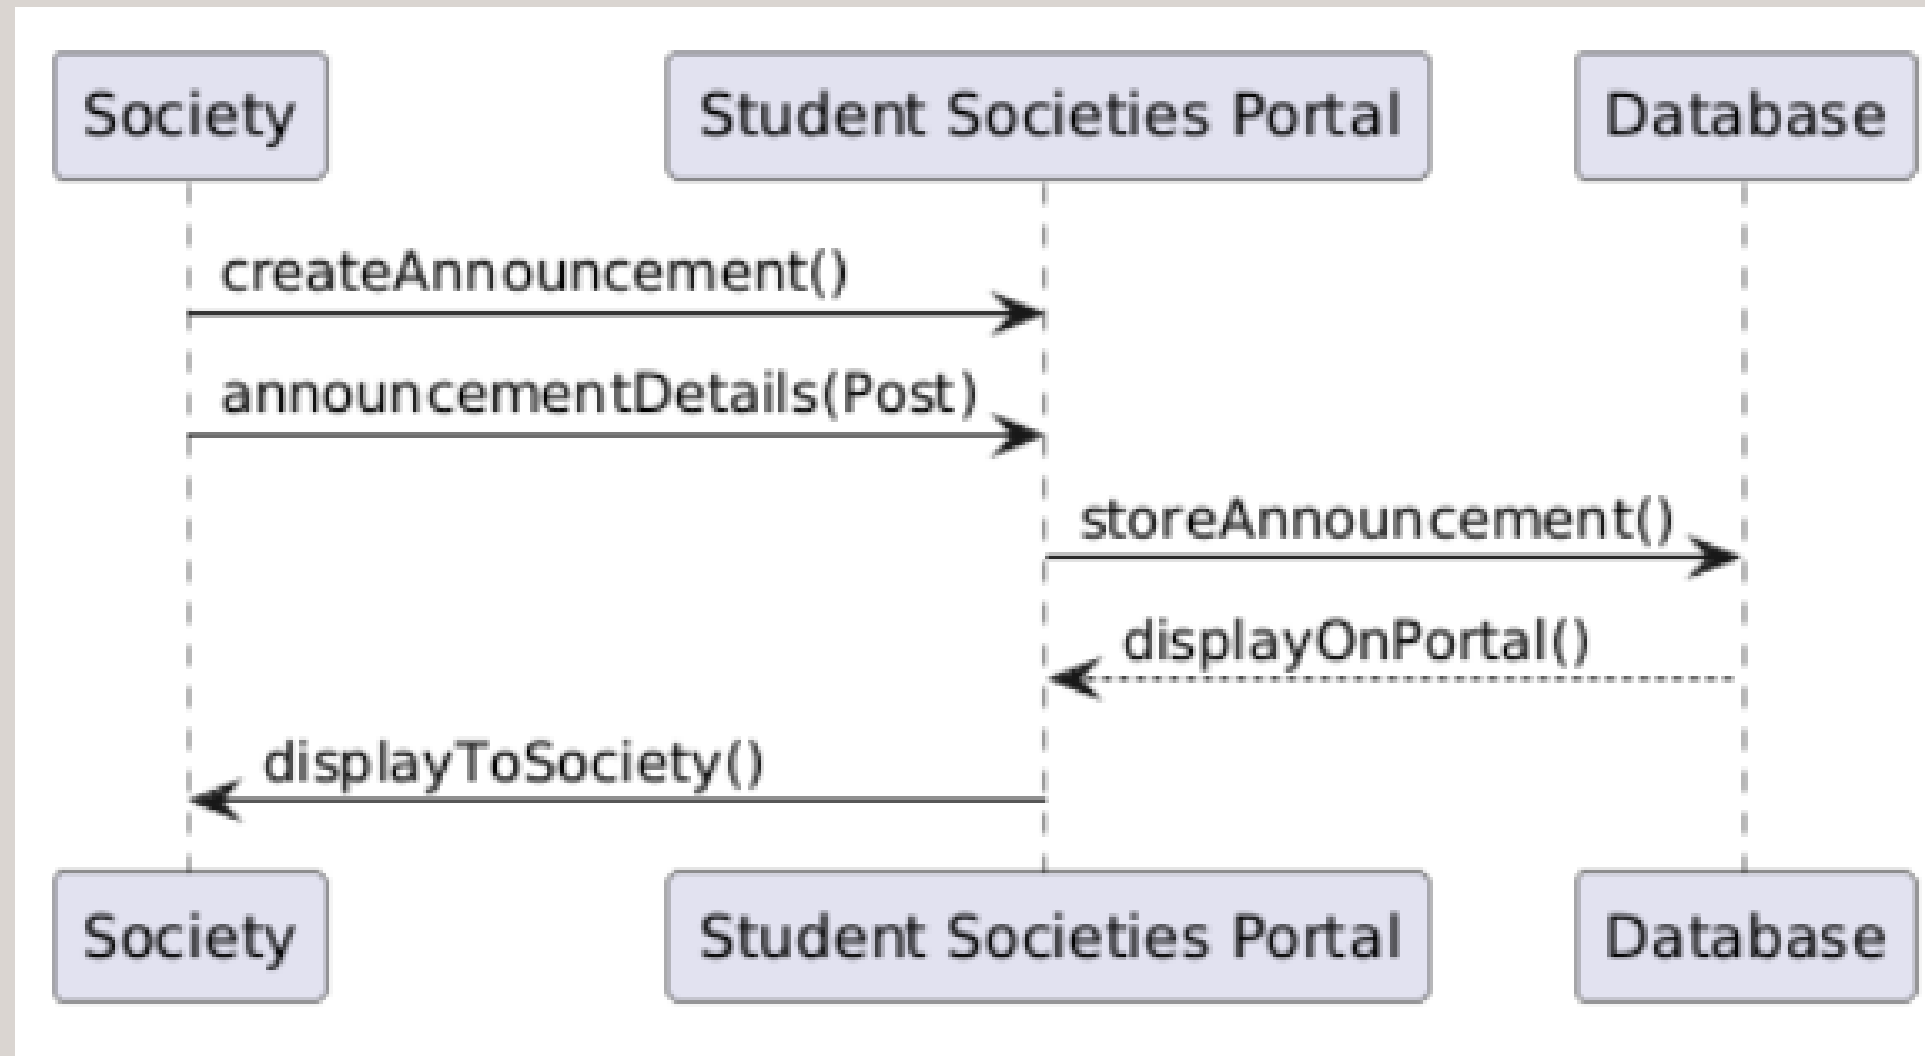 Society
Student Societies Portal
Database
createAnnouncement()
announcementDetails(Post)
storeAnnouncement()
displayOnPortal()
displayToSociety()
Society
Student Societies Portal
Database